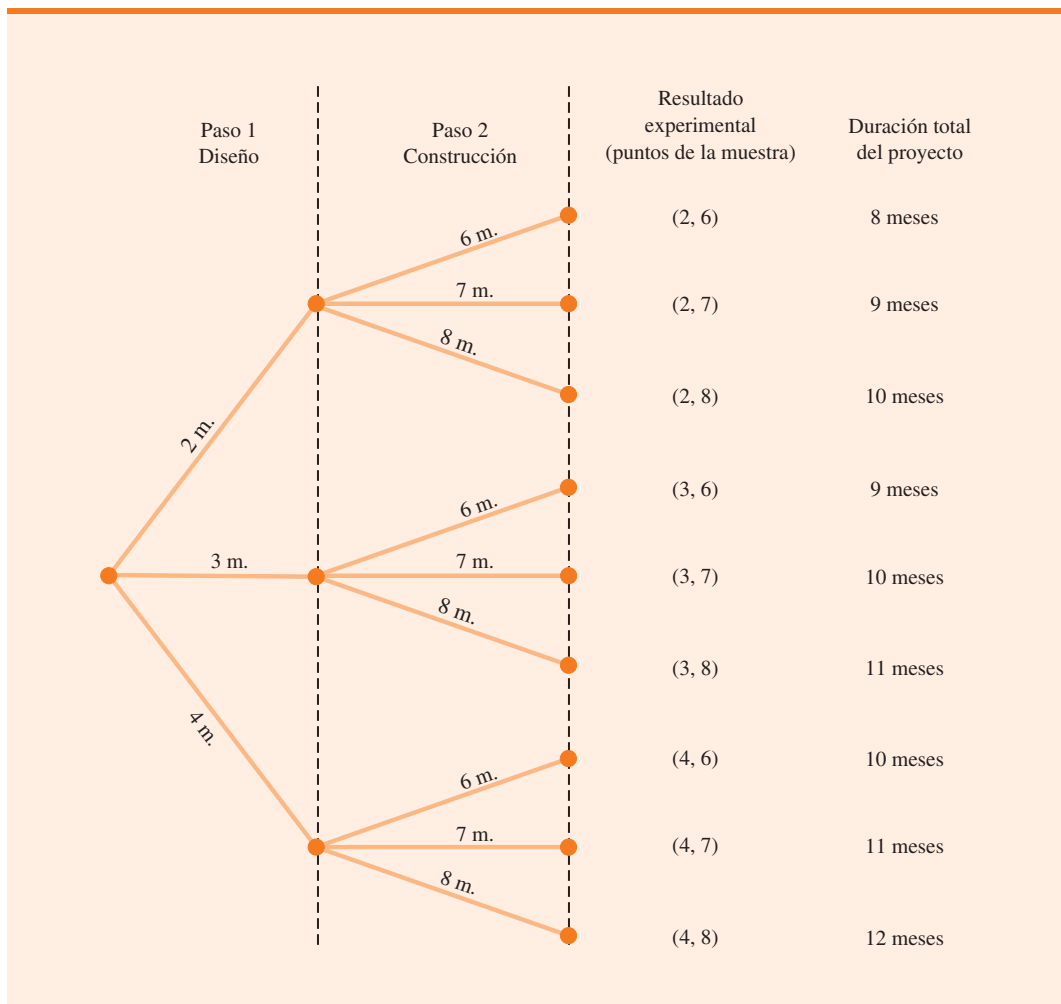 Paso 1
Diseño
Paso 2
Construcción
Resultado
experimental
(puntos de la muestra)
Duración total
del proyecto
6 m.
(2, 6)
8 meses
7 m.
(2, 7)
9 meses
8 m.
(2, 8)
10 meses
2 m.
6 m.
(3, 6)
9 meses
3 m.
7 m.
(3, 7)
10 meses
8 m.
(3, 8)
11 meses
4 m.
6 m.
(4, 6)
10 meses
7 m.
(4, 7)
11 meses
8 m.
(4, 8)
12 meses